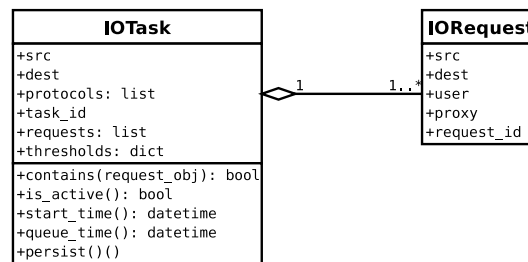 IOTask
+src
+dest
+protocols: list
+task_id
+requests: list
+thresholds: dict
+contains(request_obj): bool
+is_active(): bool
+start_time(): datetime
+queue_time(): datetime
+persist()()
1
1..*
IORequest
+src
+dest
+user
+proxy
+request_id